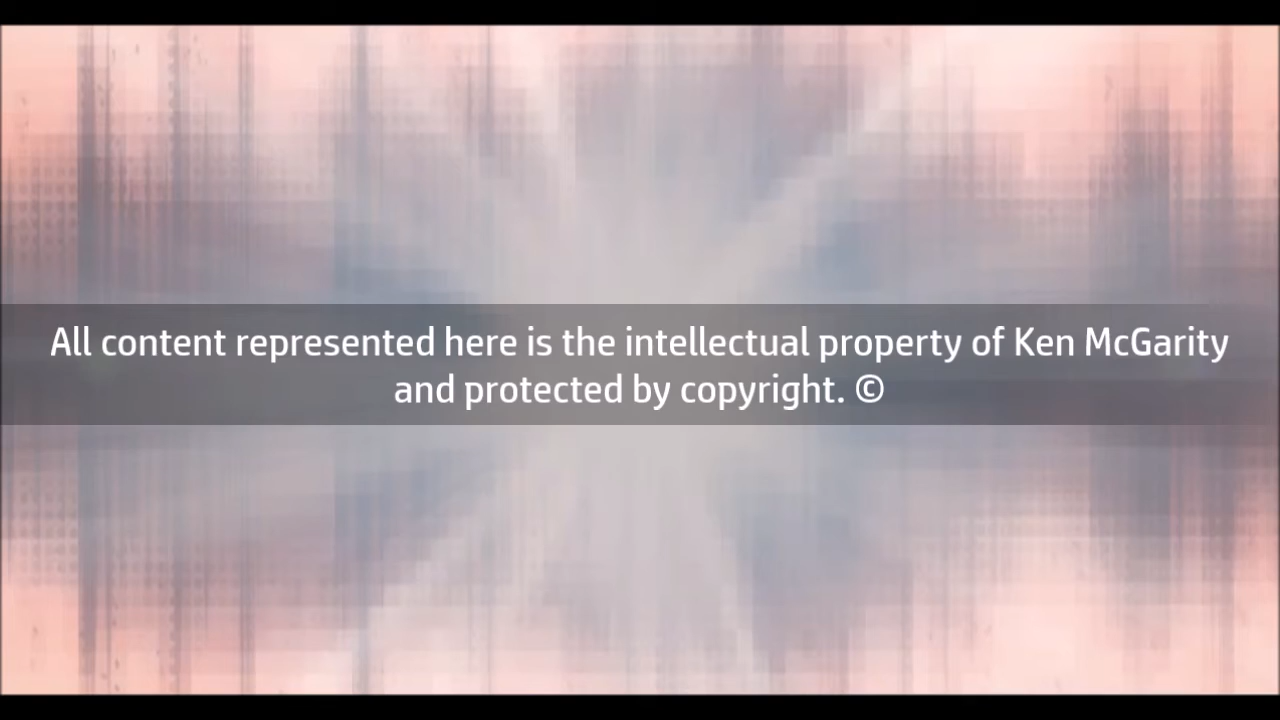 All content represented here is the intellectual property of Ken McGarity
and protected by copyright. ©